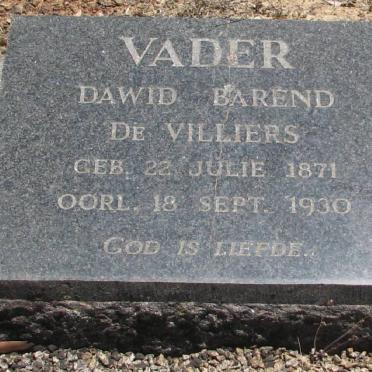 VADER
DAWID BAREND
DE VILLIERS
GEB. 22 JULIE 1871
OORL. 18 SEPT. 1930
GOD IS LIEFDE..